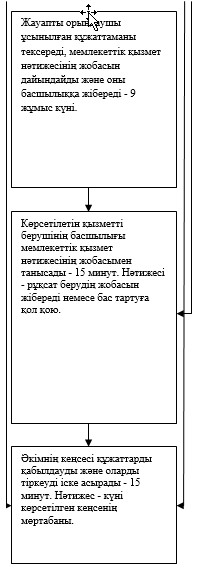 Жауапты орындаушы
ұсынылған құжаттаманы
тексереді, мемлекеттік қызмет
нәтижесінің жобасын
дайындайды және оны
басшылыққа жібереді - 9
жұмыс күні.
Көрсетілетін қызметті
берушінің басшылығы
мемлекеттік қызмет
нәтижесінің жобасымен
танысады - 15 минут. Нәтижесі
- рұқсат берудің жобасын
жібереді немесе бас тартуға
қол қою.
Әкімнің кеңсесі құжаттарды
қабылдауды және оларды
тіркеуді іске асырады - 15
минут. Нәтижес - күні
көрсетілген кеңсенің
мөртабаны.